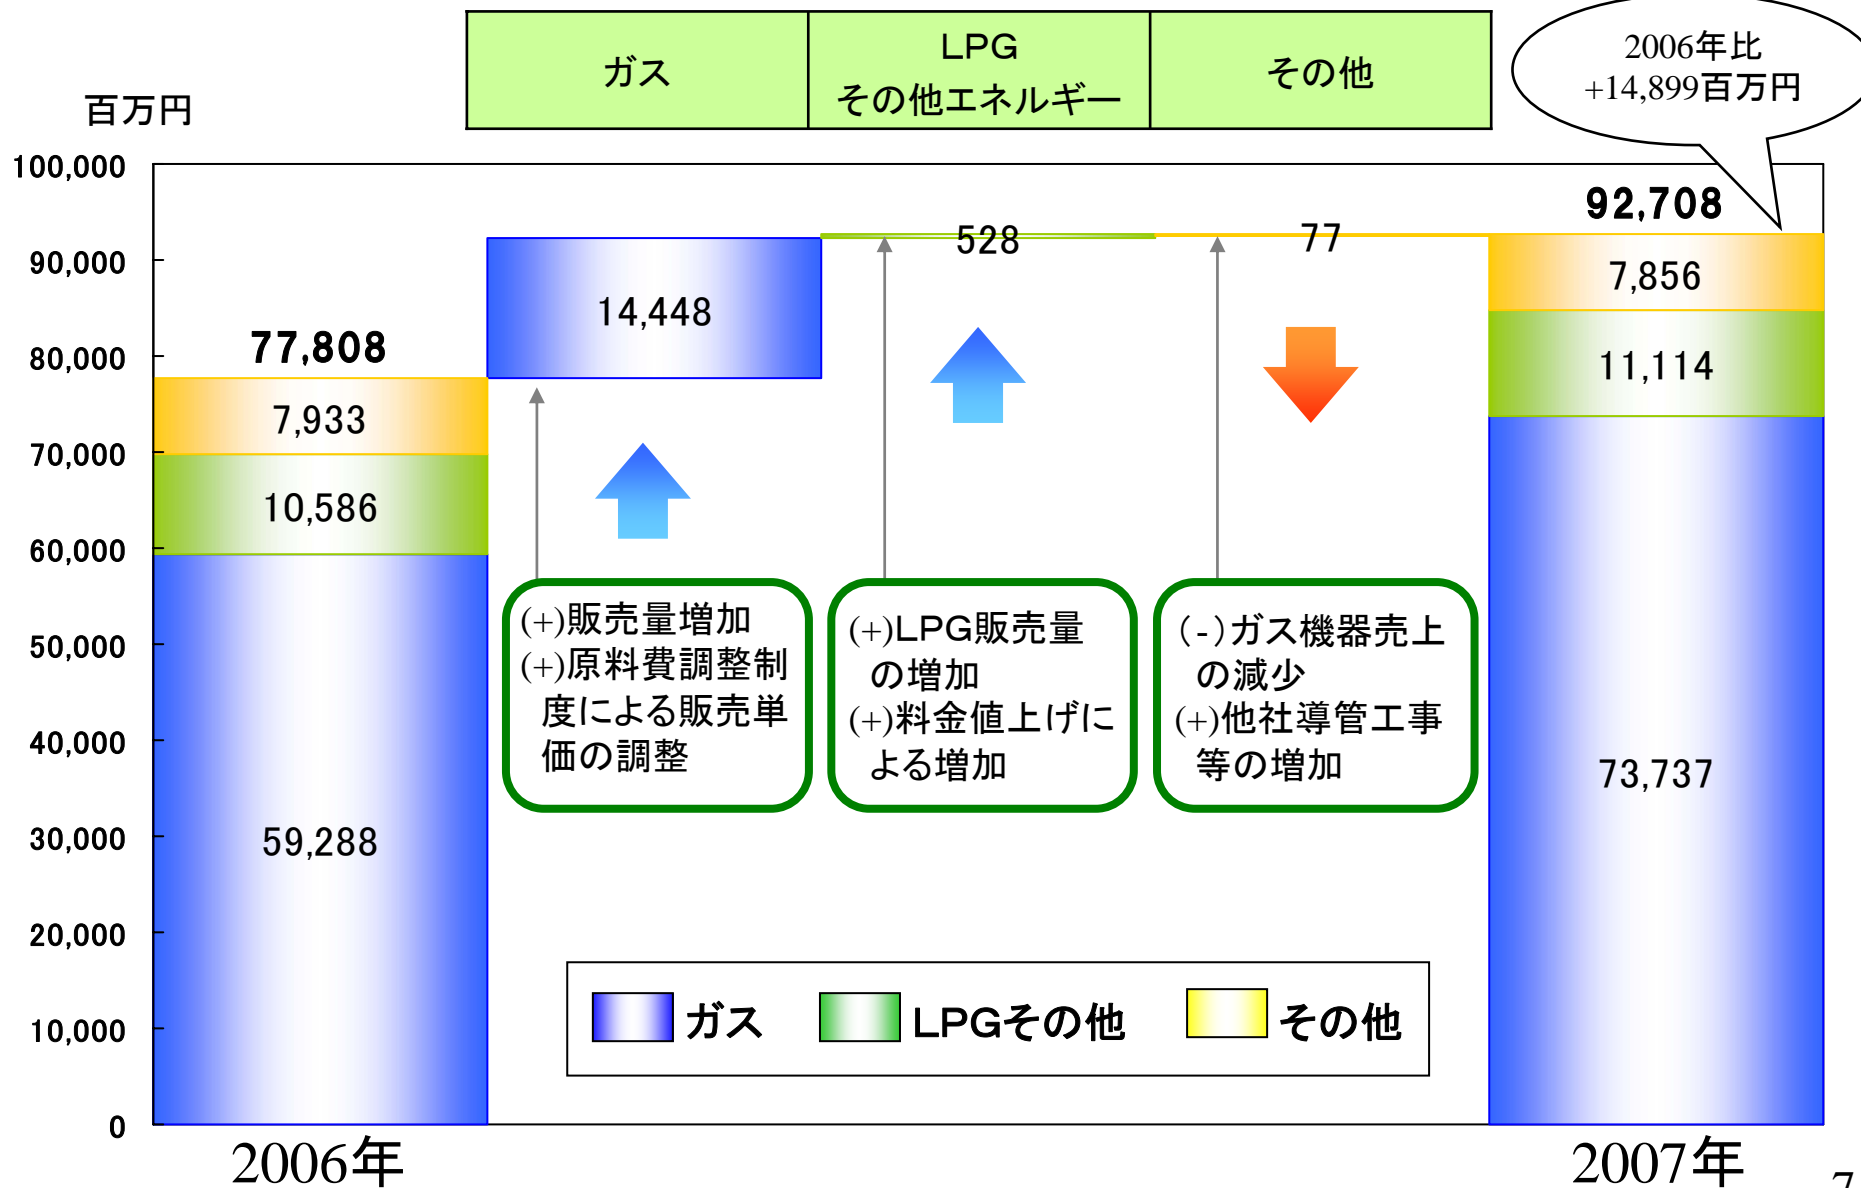 ガス
LPG
その他エネルギー
その他
2006年比
+14,899百万円
百万円
100,000
90,000
80,000
70,000
60,000
50,000
40,000
30,000
20,000
10,000
0
77,808
7,933
10,586
59,288
14,448
528
77
92,708
7,856
11,114
73,737
(+)販売量増加
(+)原料費調整制
度による販売単
価の調整
(+)LPG販売量
の増加
(+)料金値上げに
よる増加
(-)ガス機器売上
の減少
(+)他社導管工事
等の増加
ガス
LPGその他
その他
2006年
2007年
7